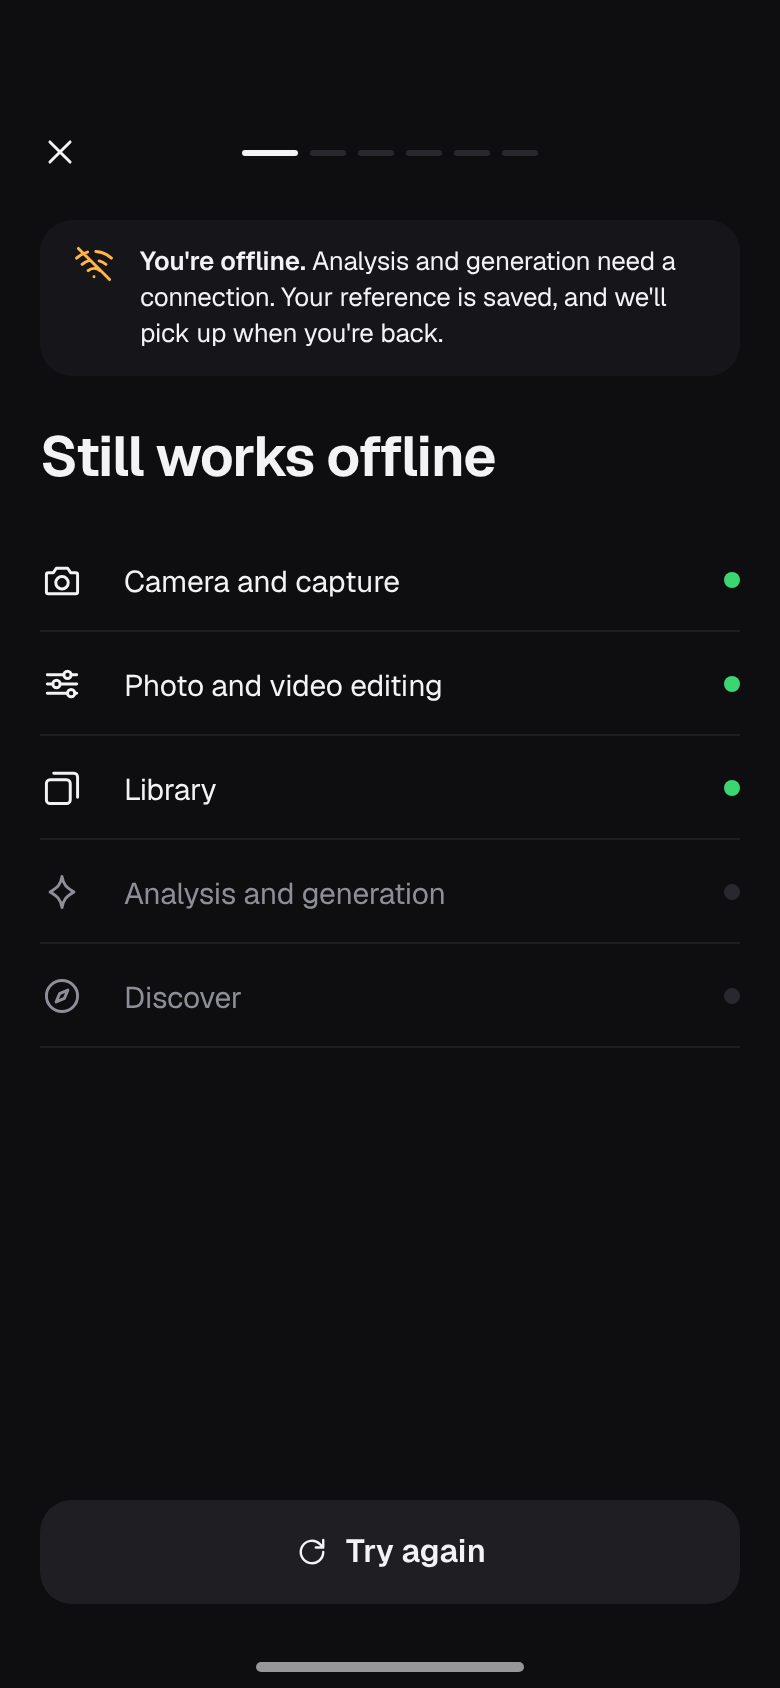 You're offline. Analysis and generation need a
connection. Your reference is saved, and we'll
pick up when you're back.
Still works offline
Camera and capture
Photo and video editing
Library
Analysis and generation
Discover
Try again